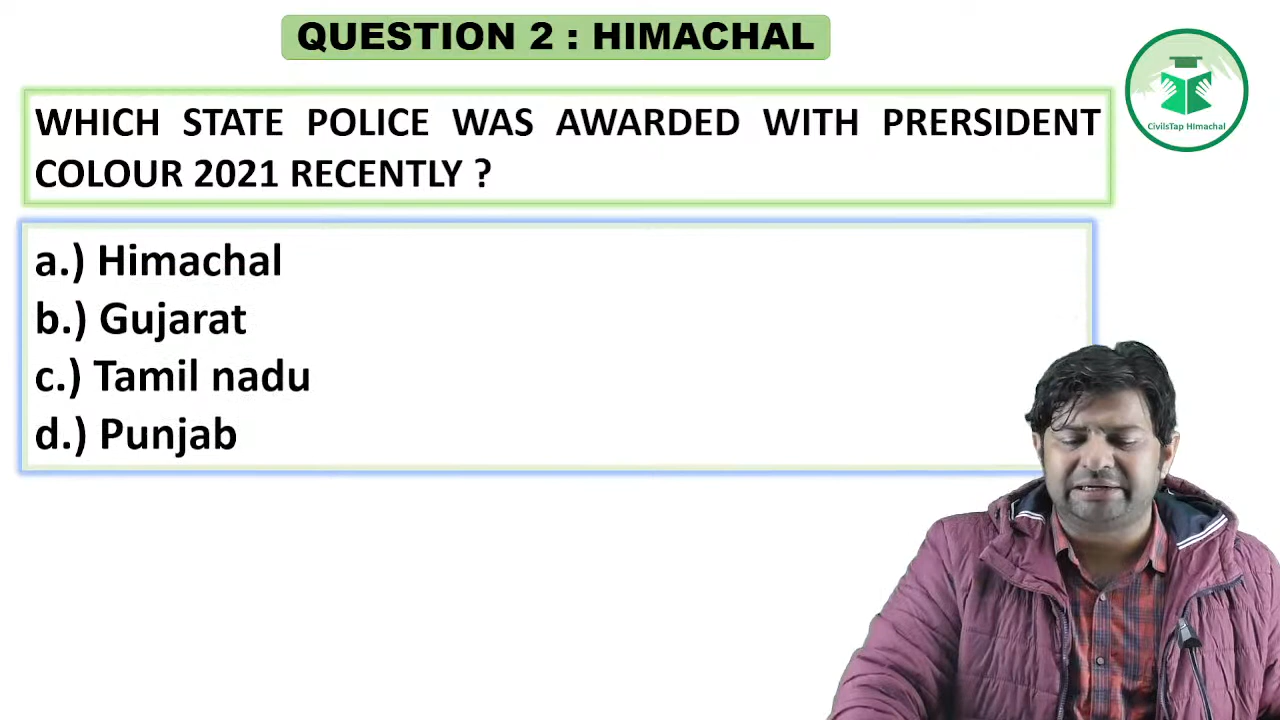 QUESTION 2 : HIMACHAL
WHICH STATE POLICE WAS AWARDED WITH PRERSIDENT
COLOUR 2021 RECENTLY ?
CivilsTap HImachal
a.) Himachal
b.) Gujarat
c.) Tamil nadu
d.) Punjab